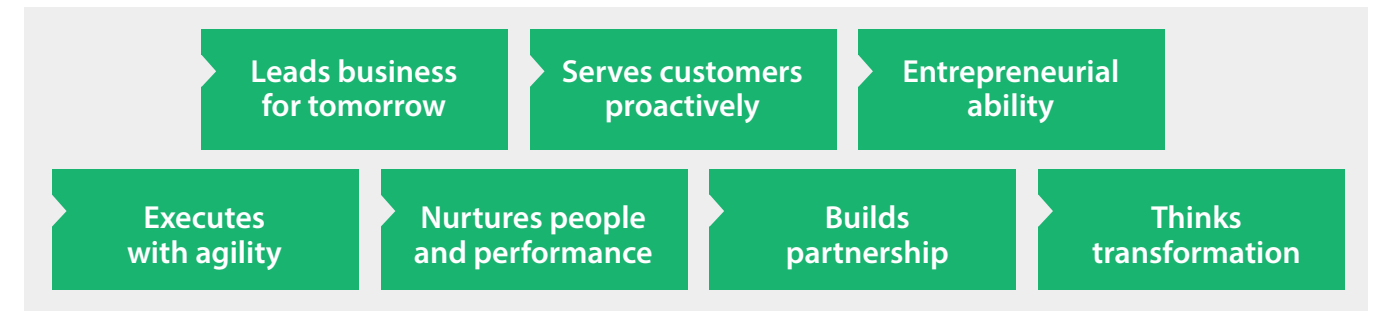 Leads business
for tomorrow
Serves customers
proactively
Entrepreneurial
ability
Executes
with agility
Nurtures people
and performance
Builds
partnership
Thinks
transformation